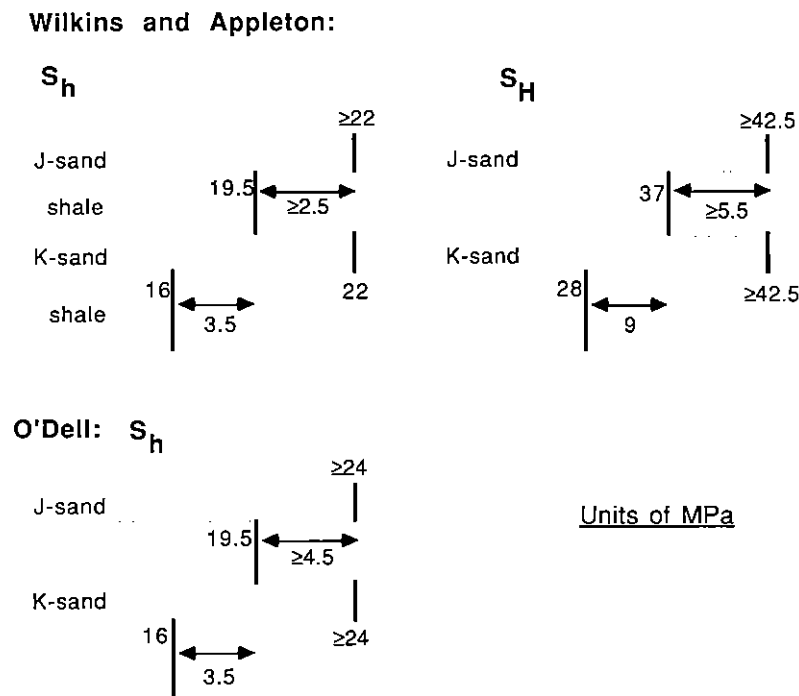 Wilkins and Appleton:
Sh
SH
≥22
≥42.5
J-sand
J-sand
19.5
37
shale
≥2.5
≥5.5
K-sand
K-sand
16
22
28
≥42.5
shale
3.5
9
O'Dell: Sh
≥24
J-sand
19.5
Units of MPa
≥4.5
K-sand
16
≥24
3.5